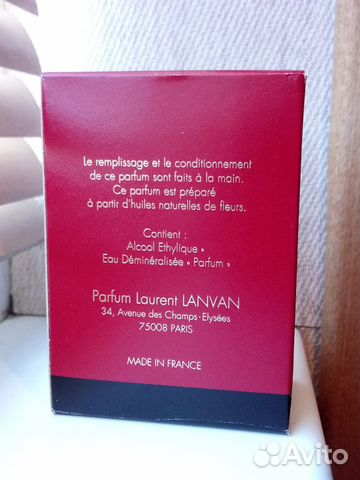 Le remplissage et le conditionnement
de ce parfum sont faits à la main.
Ce parfum est préparé
à partir d'huiles naturelles de fleurs.
Contient :
Alcool Ethylique •
Eau Déminéralisée • Parfum •
Parfum Laurent LANVAN
34, Avenue des Champs-Elysées
75008 PARIS
MADE IN FRANCE
Avito